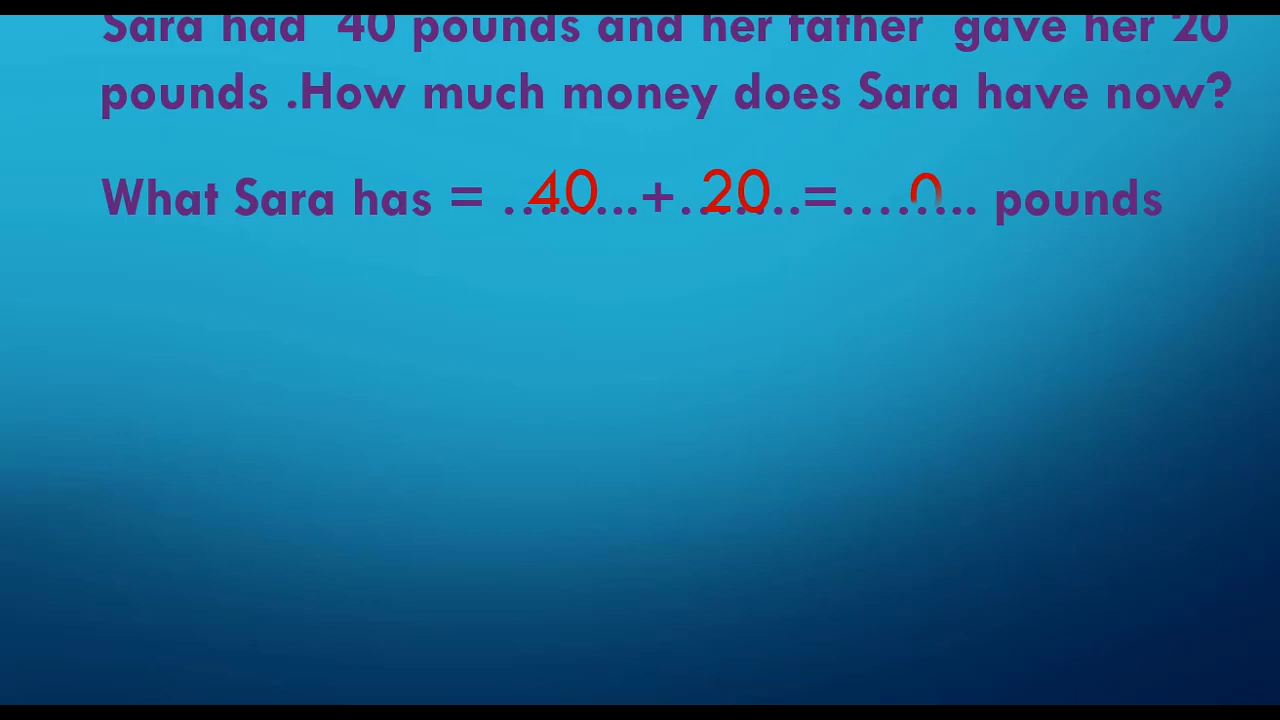 Sara had 40 pounds and her father gave her 20
pounds .How much money does Sara have now?
What Sara has = ....40....+....20....=....0.... pounds